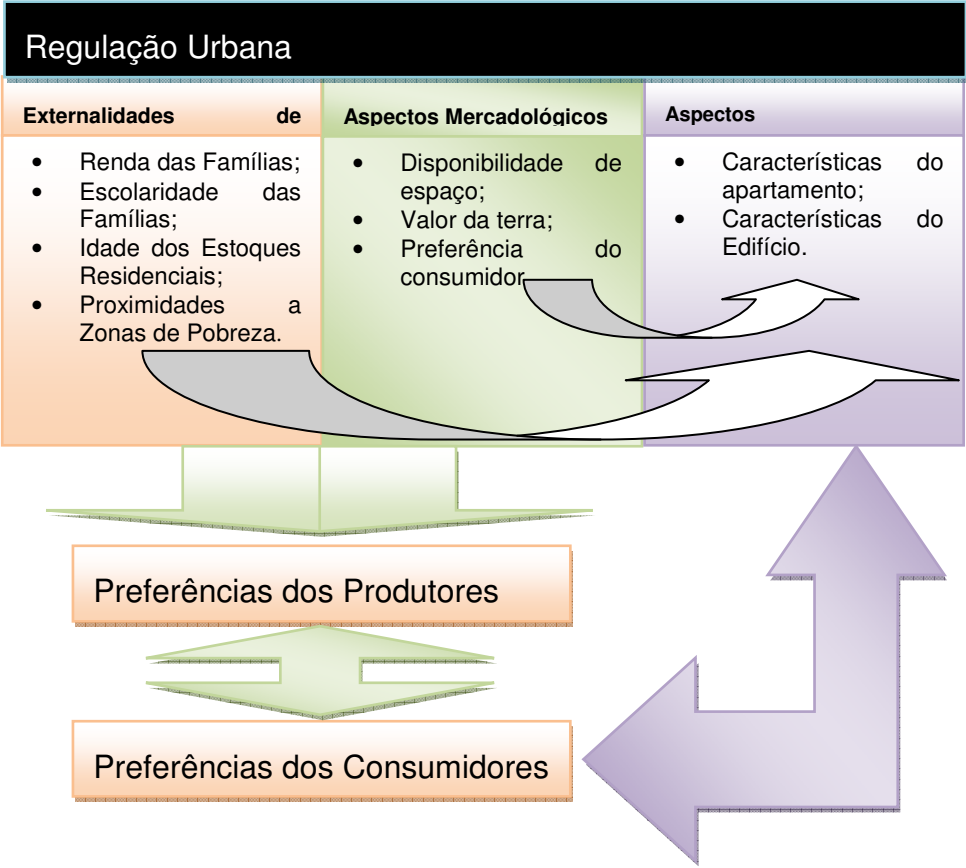 Regulação Urbana
Externalidades de
• Renda das Famílias;
• Escolaridade das
Famílias;
• Idade dos Estoques
Residenciais;
• Proximidades a
Zonas de Pobreza.
Aspectos Mercadológicos
• Disponibilidade de
espaço;
• Valor da terra;
• Preferência do
consumidor
Aspectos
• Características do
apartamento;
• Características do
Edifício.
Preferências dos Produtores
Preferências dos Consumidores